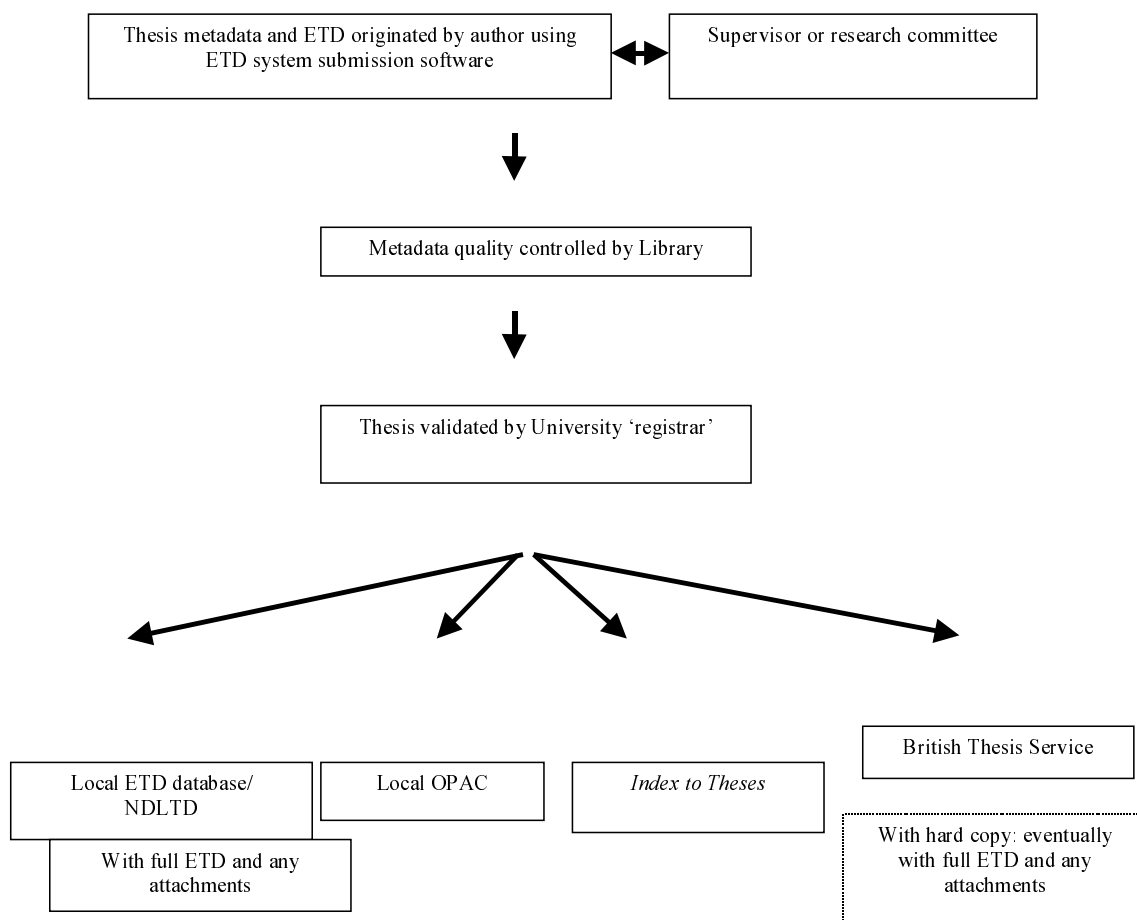 Thesis metadata and ETD originated by author using
ETD system submission software
Supervisor or research committee
Metadata quality controlled by Library
Thesis validated by University ‘registrar’
British Thesis Service
Local ETD database/
NDLTD
Local OPAC
Index to Theses
With full ETD and any
attachments
With hard copy: eventually
with full ETD and any
attachments